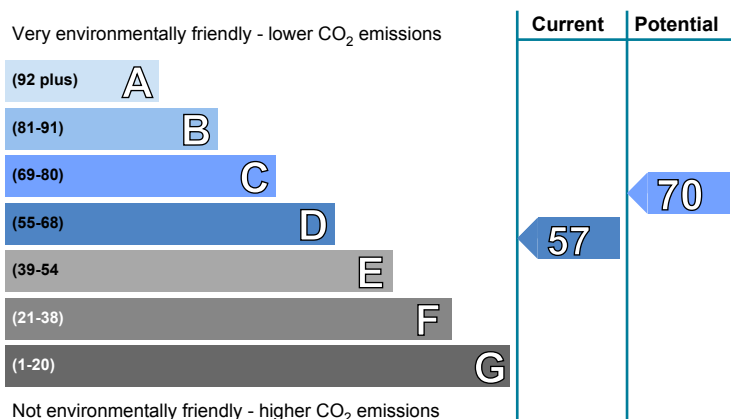 Very environmentally friendly - lower CO2 emissions
Current
Potential
(92 plus) A
(81-91) B
(69-80) C
70
(55-68) D
57
(39-54 E
(21-38) F
(1-20) G
Not environmentally friendly - higher CO2 emissions